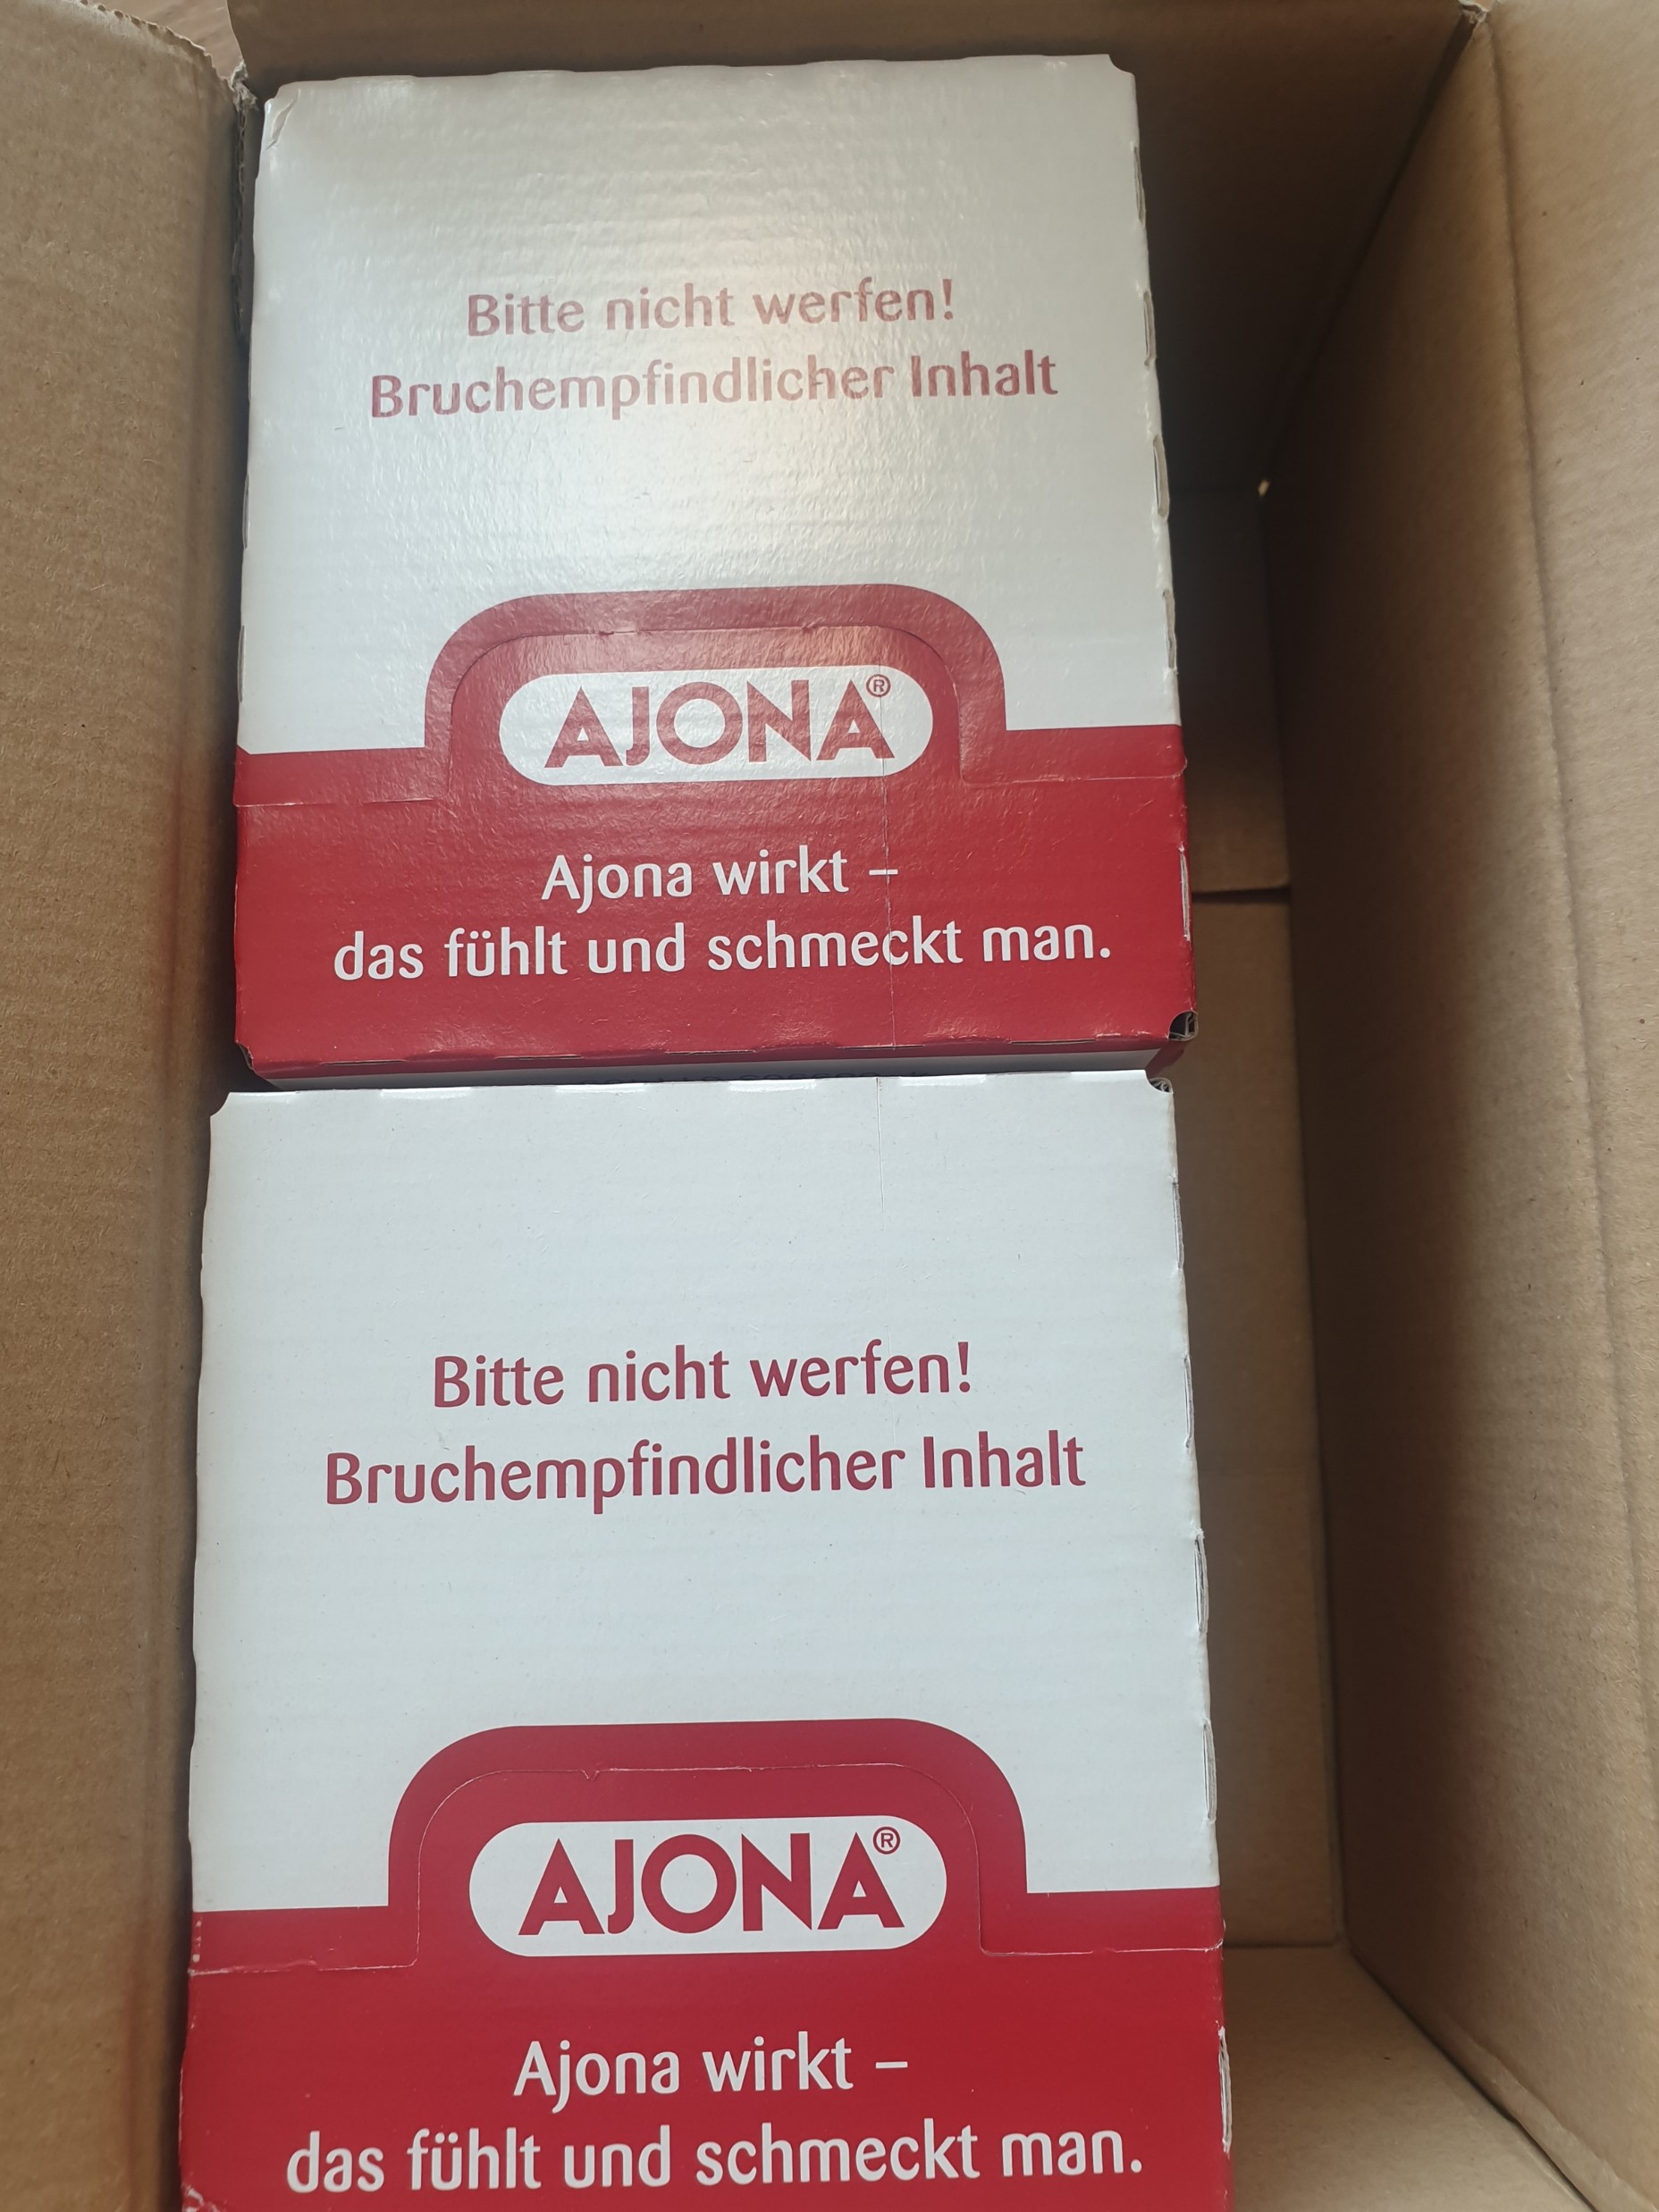 Bitte nicht werfen!
Bruchempfindlicher Inhalt
AJONA®
Ajona wirkt –
das fühlt und schmeckt man.
Bitte nicht werfen!
Bruchempfindlicher Inhalt
AJONA®
Ajona wirkt –
das fühlt und schmeckt man.